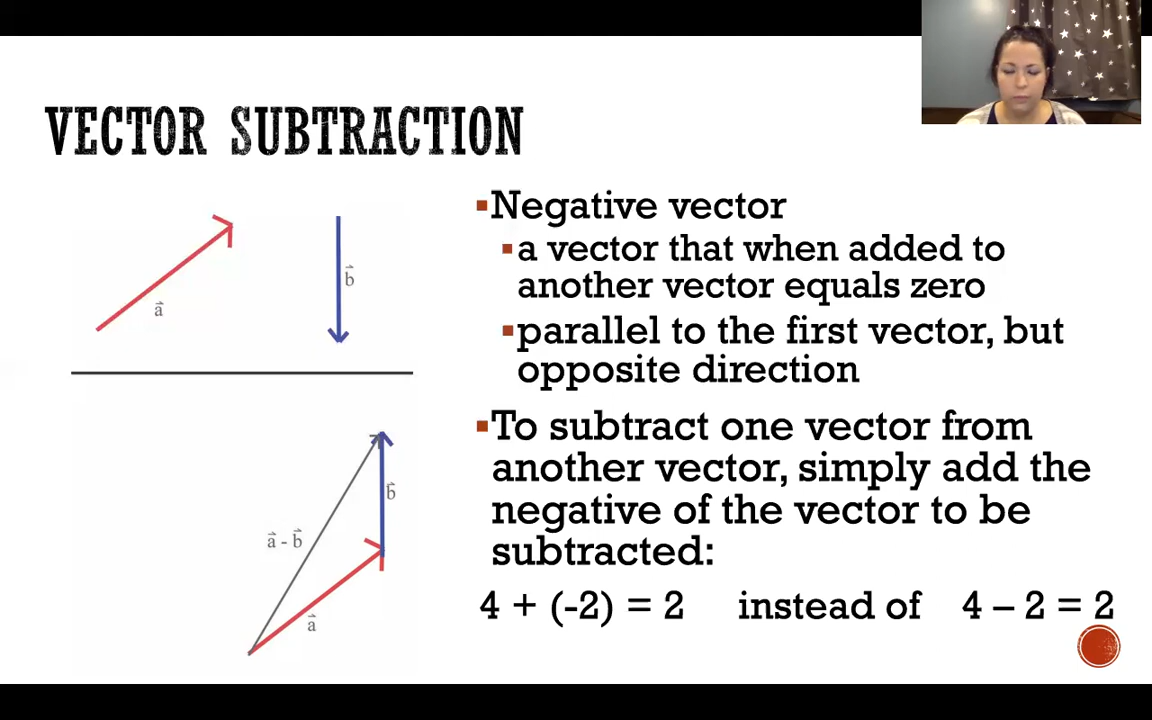 VECTOR SUBTRACTION
a⃗
b⃗
a⃗ - b⃗
b⃗
a⃗
▪Negative vector
▪a vector that when added to
another vector equals zero
▪parallel to the first vector, but
opposite direction
▪To subtract one vector from
another vector, simply add the
negative of the vector to be
subtracted:
4 + (-2) = 2 instead of 4 – 2 = 2